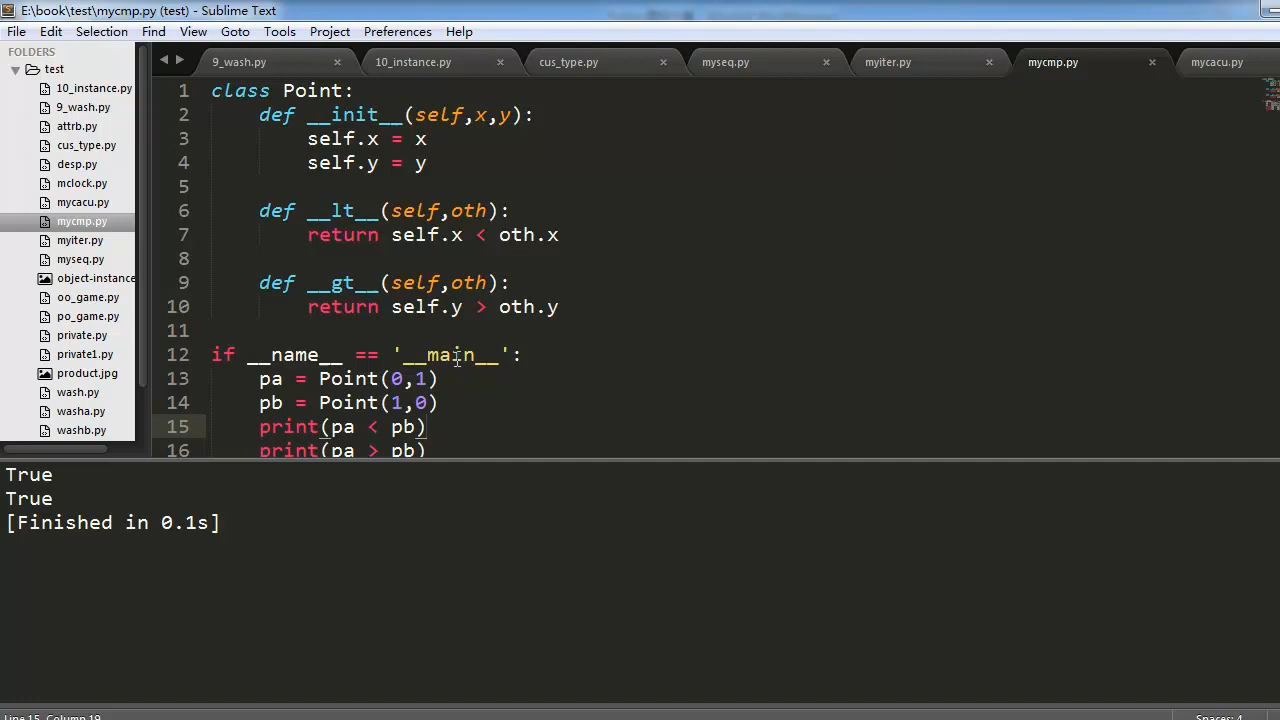 E:\book\test\mycmp.py (test) - Sublime Text
File Edit Selection Find View Goto Tools Project Preferences Help
FOLDERS
test
10_instance.py
9_wash.py
attrb.py
cus_type.py
desp.py
mclock.py
mycacu.py
mycmp.py
myiter.py
myseq.py
object-instance
oo_game.py
po_game.py
private.py
private1.py
product.jpg
wash.py
washa.py
washb.py
9_wash.py × 10_instance.py × cus_type.py × myseq.py × myiter.py × mycmp.py × mycacu.py
1 class Point:
2     def __init__(self,x,y):
3         self.x = x
4         self.y = y
5
6     def __lt__(self,oth):
7         return self.x < oth.x
8
9     def __gt__(self,oth):
10         return self.y > oth.y
11
12 if __name__ == '__main__':
13     pa = Point(0,1)
14     pb = Point(1,0)
15     print(pa < pb)
16     print(pa > pb)
True
True
[Finished in 0.1s]
Line 15, Column 19
Spaces: 4